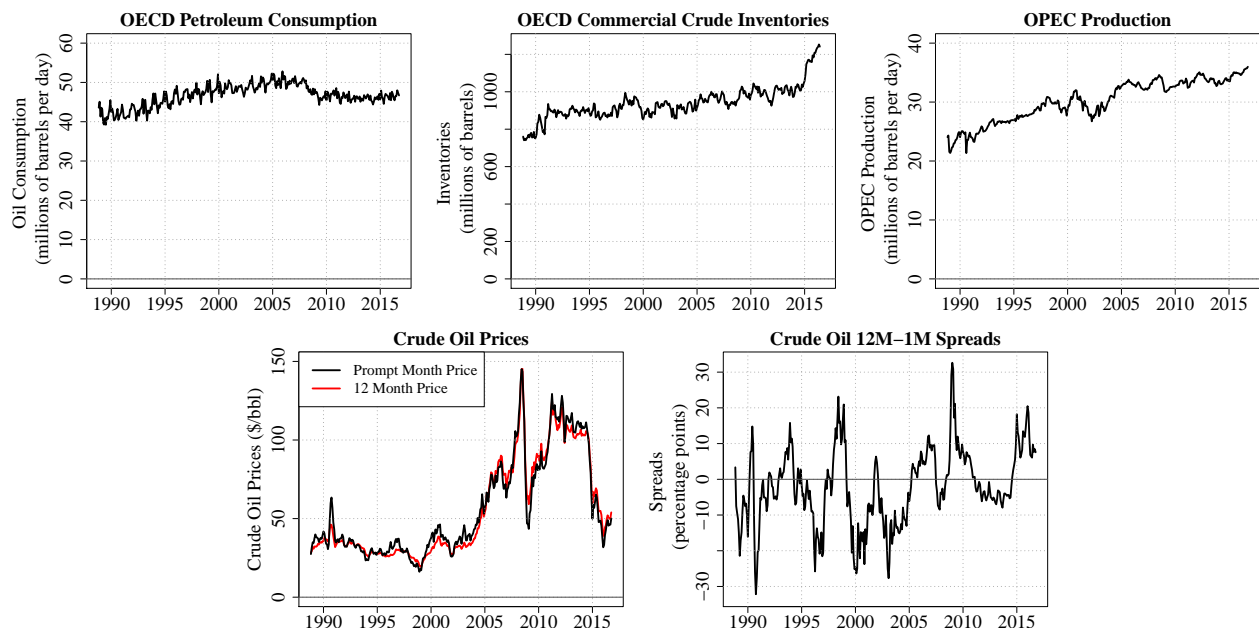 OECD Petroleum Consumption
Oil Consumption
(millions of barrels per day)
0 10 20 30 40 50 60
1990 1995 2000 2005 2010 2015
OECD Commercial Crude Inventories
Inventories
(millions of barrels)
0 200 600 1000
1990 1995 2000 2005 2010 2015
OPEC Production
OPEC Production
(millions of barrels per day)
0 10 20 30 40
1990 1995 2000 2005 2010 2015
Crude Oil Prices
Crude Oil Prices ($/bbl)
0 50 100 150
Prompt Month Price
12 Month Price
1990 1995 2000 2005 2010 2015
Crude Oil 12M−1M Spreads
Spreads
(percentage points)
−30 −10 0 10 20 30
1990 1995 2000 2005 2010 2015